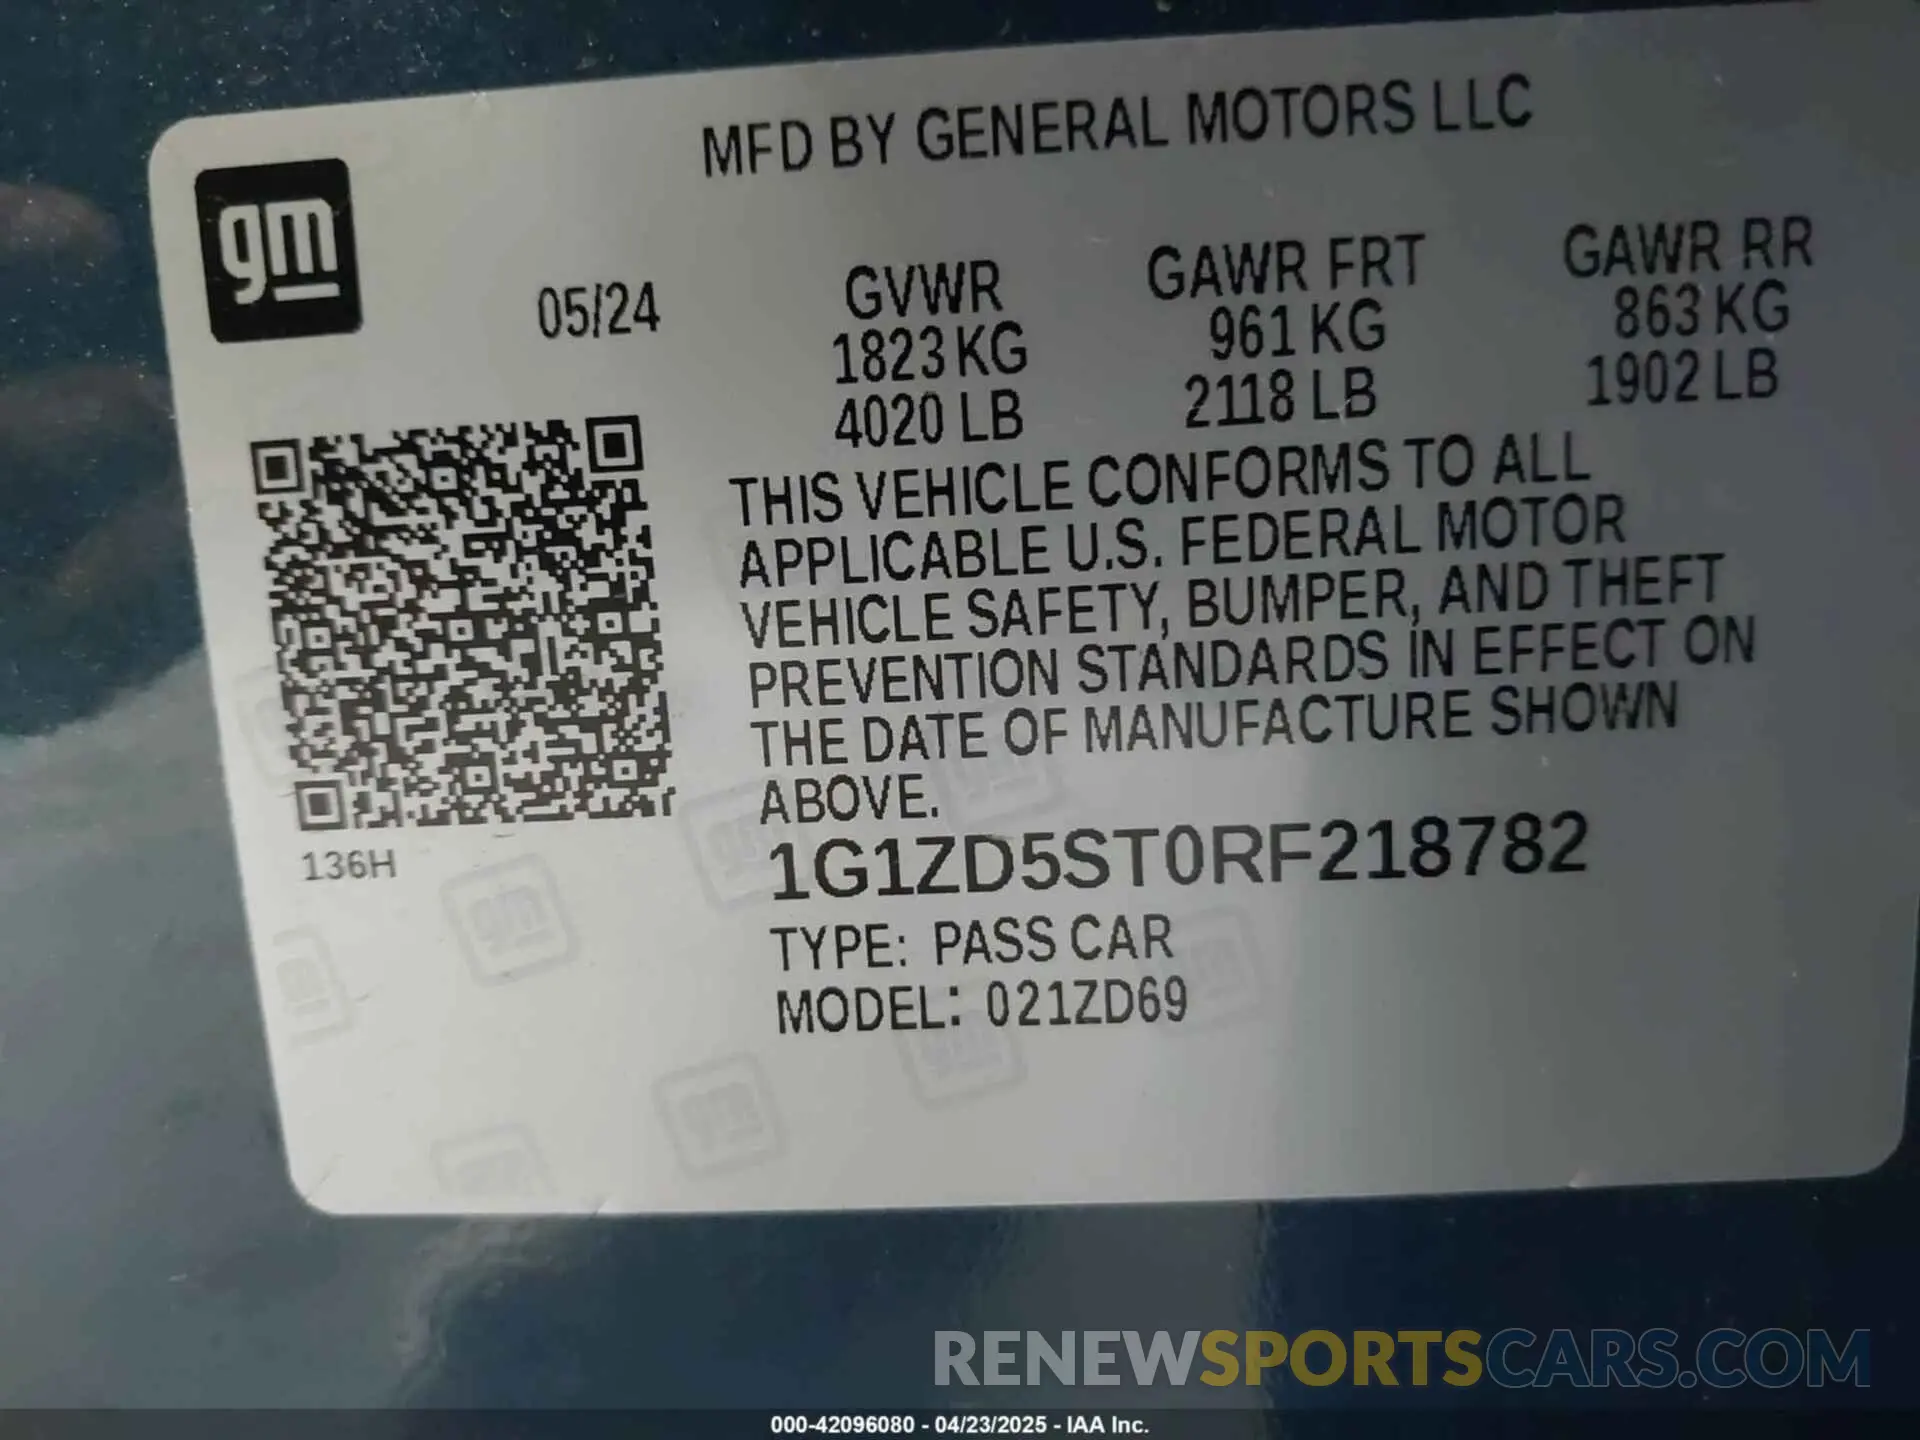 MFD BY GENERAL MOTORS LLC
gm
05/24
GVWR
1823 KG
4020 LB
GAWR FRT
961 KG
2118 LB
GAWR RR
863 KG
1902 LB
THIS VEHICLE CONFORMS TO ALL
APPLICABLE U.S. FEDERAL MOTOR
VEHICLE SAFETY, BUMPER, AND THEFT
PREVENTION STANDARDS IN EFFECT ON
THE DATE OF MANUFACTURE SHOWN
ABOVE.
136H
1G1ZD5ST0RF218782
TYPE: PASS CAR
MODEL: 021ZD69
RENEWSPORTSCARS.COM
000-42096080 - 04/23/2025 - IAA Inc.